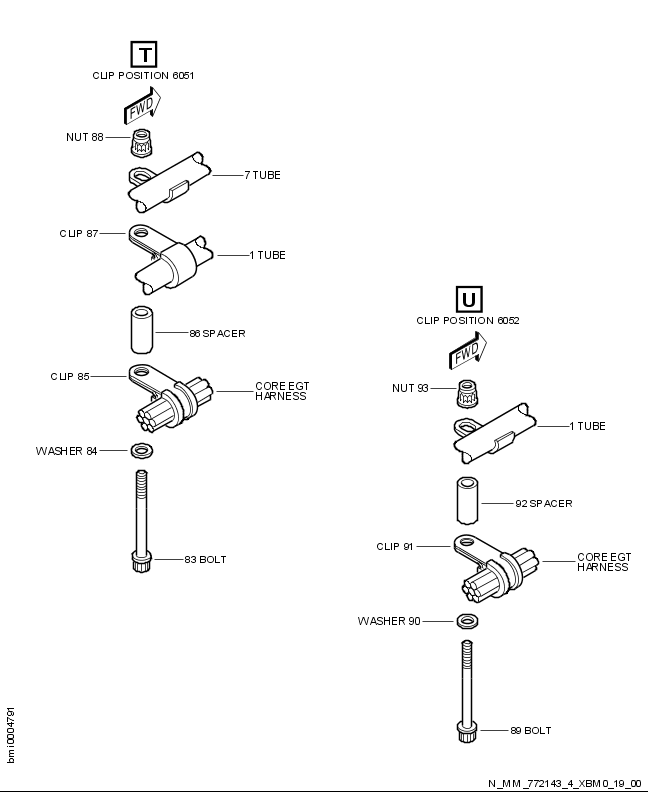 T
CLIP POSITION 6051
FWD
NUT 88
7 TUBE
CLIP 87
1 TUBE
86 SPACER
CLIP 85
CORE EGT
HARNESS
WASHER 84
83 BOLT
U
CLIP POSITION 6052
FWD
NUT 93
1 TUBE
92 SPACER
CLIP 91
CORE EGT
HARNESS
WASHER 90
89 BOLT
bmi0004791
N_MM_772143_4_XBM0_19_00